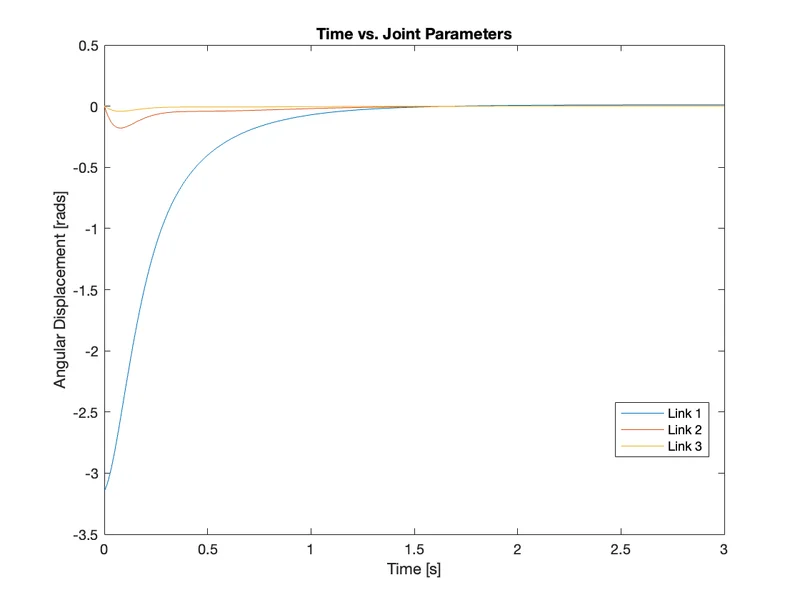 Time vs. Joint Parameters
0.5
0
-0.5
-1
-1.5
-2
-2.5
-3
-3.5
Angular Displacement [rads]
Link 1
Link 2
Link 3
0 0.5 1 1.5 2 2.5 3
Time [s]